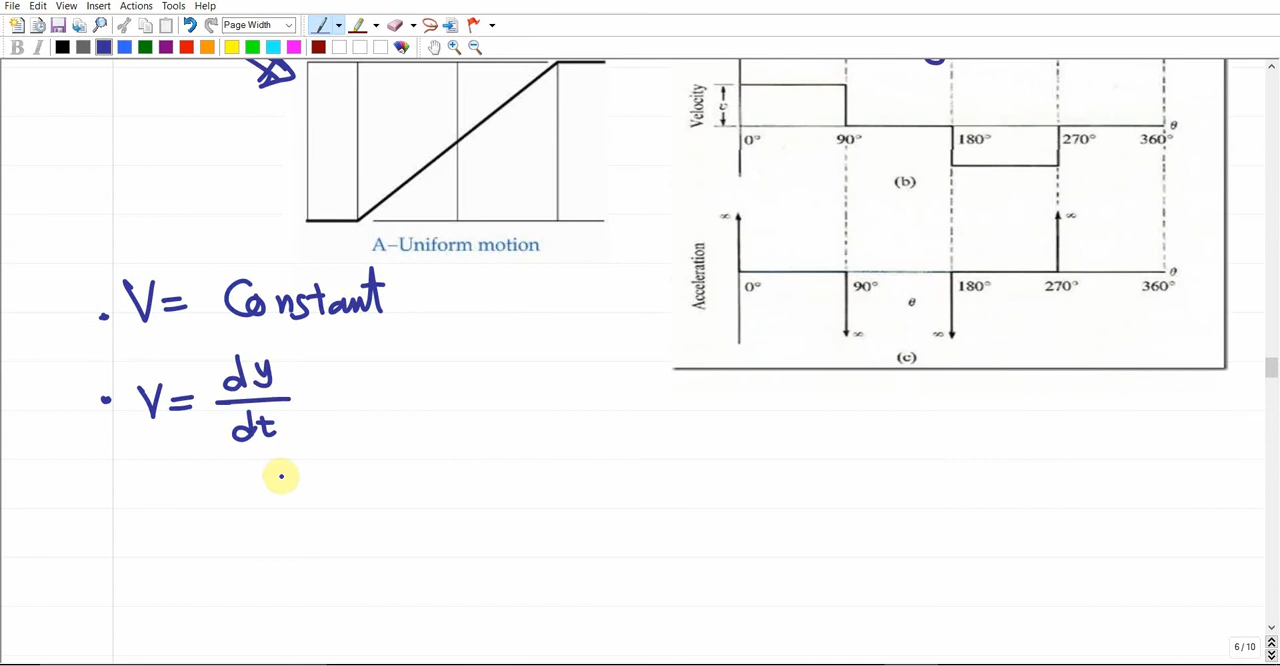 File Edit View Insert Actions Tools Help
Page Width
B I
A–Uniform motion
• V = Constant
• V = dy
dt
Velocity
0° 90° 180° 270° 360° θ
(b)
∞ ∞
Acceleration
θ
0° 90° 180° 270° 360°
θ
∞ ∞
(c)
6 / 10